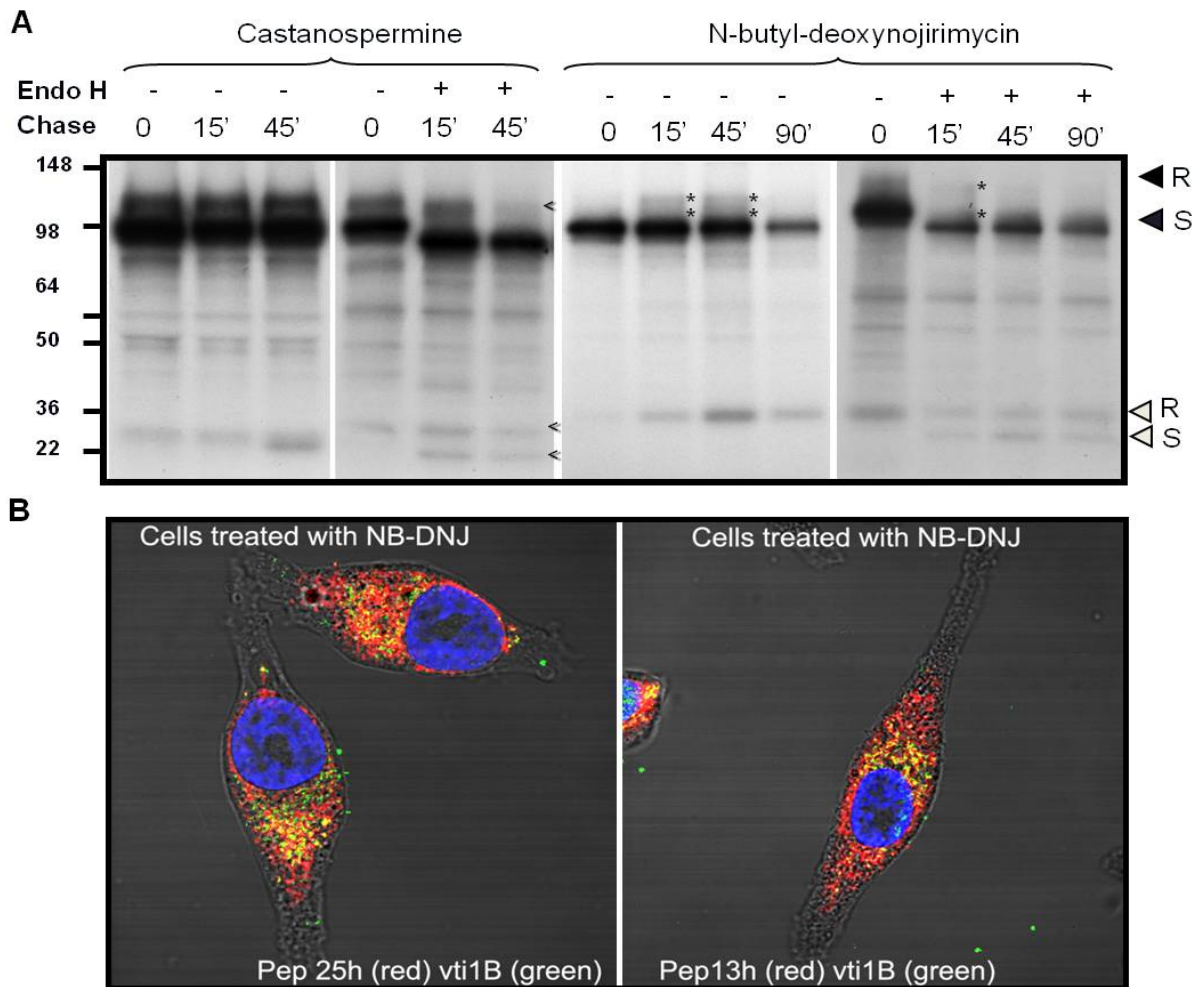 A
Castanospermine
N-butyl-deoxynojirimycin
Endo H - - - - + + - - - - - + + +
Chase 0 15' 45' 0 15' 45' 0 15' 45' 90' 0 15' 45' 90'
148
98
64
50
36
22
* * *
* * *
R
S
R
S
B
Cells treated with NB-DNJ
Cells treated with NB-DNJ
Pep 25h (red) vti1B (green)
Pep13h (red) vti1B (green)